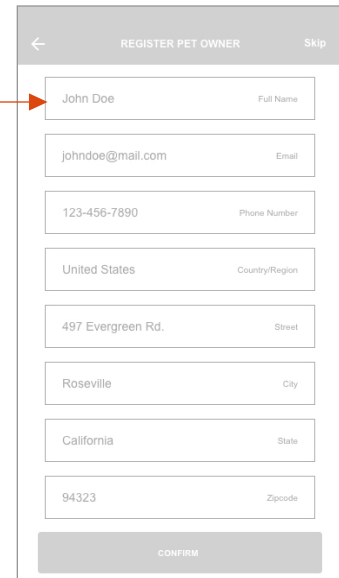 REGISTER PET OWNER Skip
John Doe Full Name
johndoe@mail.com Email
123-456-7890 Phone Number
United States Country/Region
497 Evergreen Rd. Street
Roseville City
California State
94323 Zipcode
CONFIRM